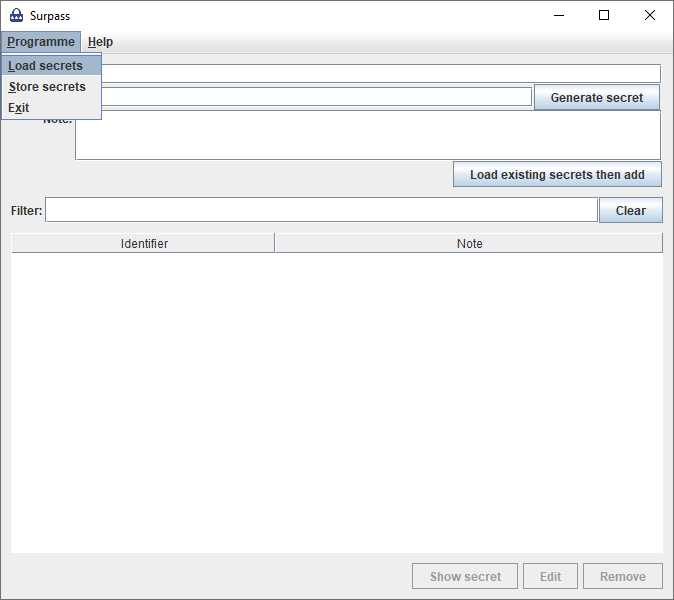 Surpass
Programme Help
Load secrets
Store secrets
Generate secret
Exit
Note:
Load existing secrets then add
Filter: Clear
Identifier Note
Show secret Edit Remove